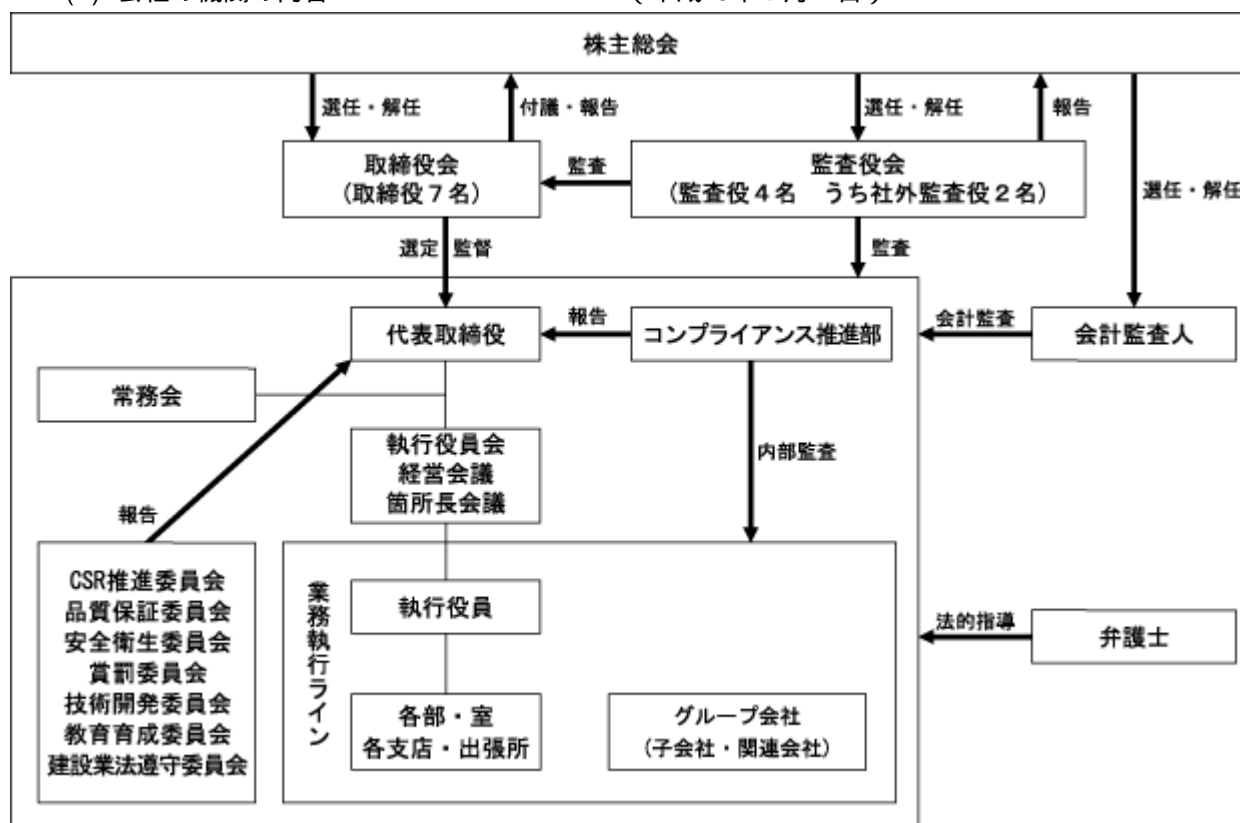 株主総会
選任・解任
付議・報告
選任・解任
報告
取締役会
(取締役7名)
監査
監査役会
(監査役4名 うち社外監査役2名)
選任・解任
選定 監督
監査
代表取締役
報告
コンプライアンス推進部
会計監査
会計監査人
常務会
執行役員会
経営会議
箇所長会議
内部監査
報告
CSR推進委員会
品質保証委員会
安全衛生委員会
賞罰委員会
技術開発委員会
教育育成委員会
建設業法遵守委員会
業務執行ライン
執行役員
法的指導
弁護士
各部・室
各支店・出張所
グループ会社
(子会社・関連会社)